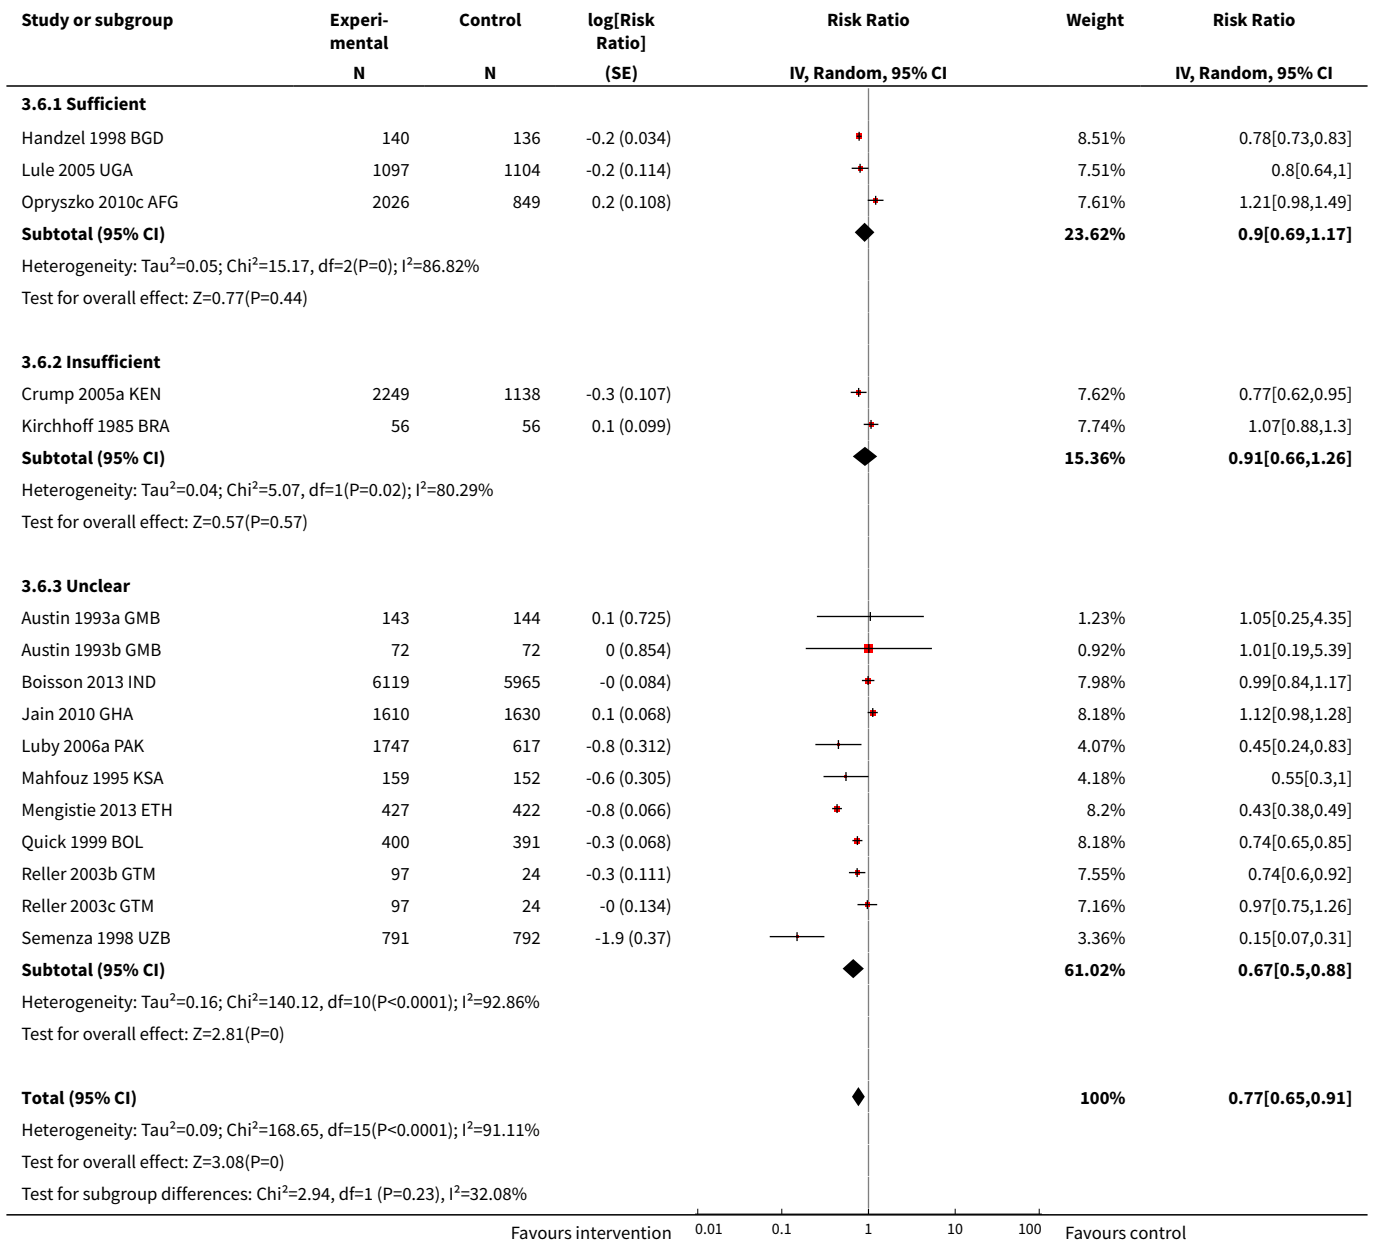 Study or subgroup Experi- Control log[Risk Risk Ratio Weight Risk Ratio
mental Ratio]
N N (SE) IV, Random, 95% CI IV, Random, 95% CI
3.6.1 Sufficient
Handzel 1998 BGD 140 136 -0.2 (0.034) 8.51% 0.78[0.73,0.83]
Lule 2005 UGA 1097 1104 -0.2 (0.114) 7.51% 0.8[0.64,1]
Opryszko 2010c AFG 2026 849 0.2 (0.108) 7.61% 1.21[0.98,1.49]
Subtotal (95% CI) 23.62% 0.9[0.69,1.17]
Heterogeneity: Tau²=0.05; Chi²=15.17, df=2(P=0); I²=86.82%
Test for overall effect: Z=0.77(P=0.44)
3.6.2 Insufficient
Crump 2005a KEN 2249 1138 -0.3 (0.107) 7.62% 0.77[0.62,0.95]
Kirchhoff 1985 BRA 56 56 0.1 (0.099) 7.74% 1.07[0.88,1.3]
Subtotal (95% CI) 15.36% 0.91[0.66,1.26]
Heterogeneity: Tau²=0.04; Chi²=5.07, df=1(P=0.02); I²=80.29%
Test for overall effect: Z=0.57(P=0.57)
3.6.3 Unclear
Austin 1993a GMB 143 144 0.1 (0.725) 1.23% 1.05[0.25,4.35]
Austin 1993b GMB 72 72 0 (0.854) 0.92% 1.01[0.19,5.39]
Boisson 2013 IND 6119 5965 -0 (0.084) 7.98% 0.99[0.84,1.17]
Jain 2010 GHA 1610 1630 0.1 (0.068) 8.18% 1.12[0.98,1.28]
Luby 2006a PAK 1747 617 -0.8 (0.312) 4.07% 0.45[0.24,0.83]
Mahfouz 1995 KSA 159 152 -0.6 (0.305) 4.18% 0.55[0.3,1]
Mengistie 2013 ETH 427 422 -0.8 (0.066) 8.2% 0.43[0.38,0.49]
Quick 1999 BOL 400 391 -0.3 (0.068) 8.18% 0.74[0.65,0.85]
Reller 2003b GTM 97 24 -0.3 (0.111) 7.55% 0.74[0.6,0.92]
Reller 2003c GTM 97 24 -0 (0.134) 7.16% 0.97[0.75,1.26]
Semenza 1998 UZB 791 792 -1.9 (0.37) 3.36% 0.15[0.07,0.31]
Subtotal (95% CI) 61.02% 0.67[0.5,0.88]
Heterogeneity: Tau²=0.16; Chi²=140.12, df=10(P<0.0001); I²=92.86%
Test for overall effect: Z=2.81(P=0)
Total (95% CI) 100% 0.77[0.65,0.91]
Heterogeneity: Tau²=0.09; Chi²=168.65, df=15(P<0.0001); I²=91.11%
Test for overall effect: Z=3.08(P=0)
Test for subgroup differences: Chi²=2.94, df=1 (P=0.23), I²=32.08%
Favours intervention 0.01 0.1 1 10 100 Favours control